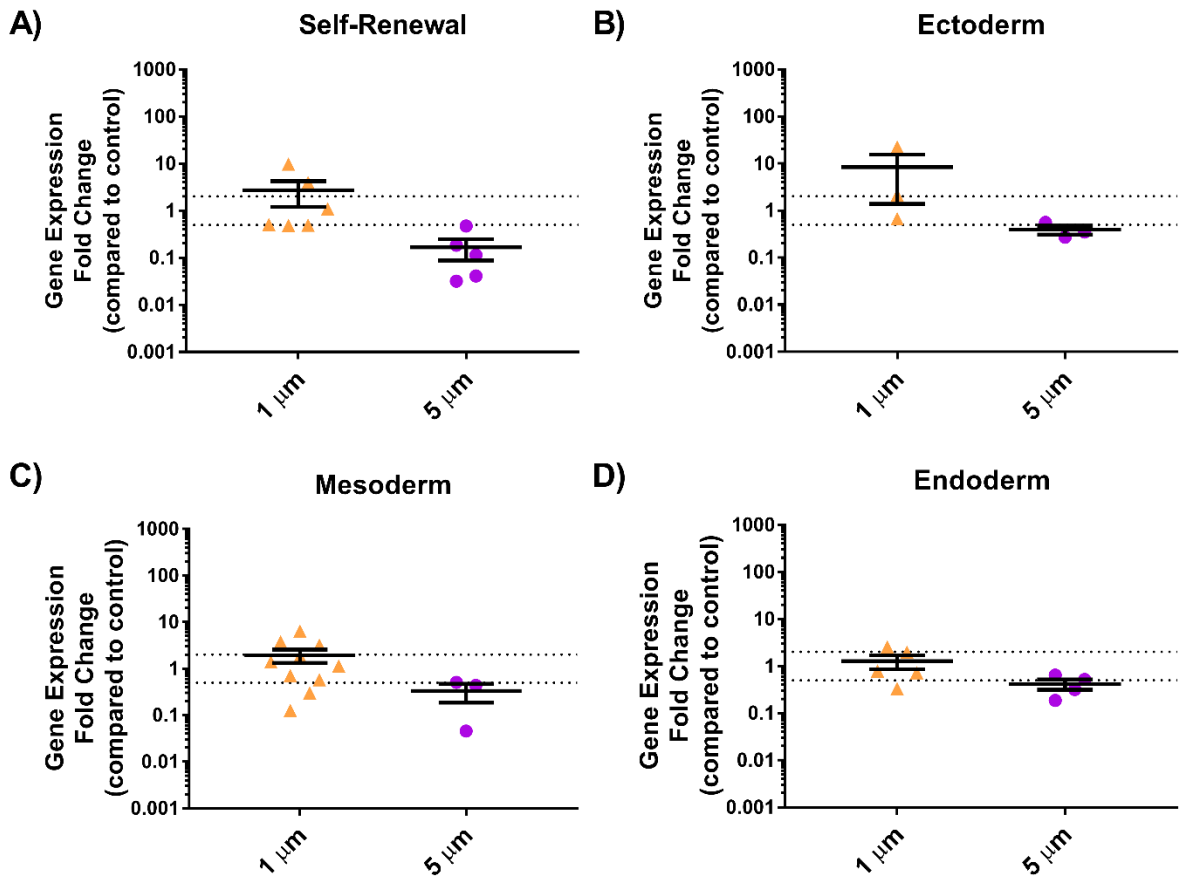 A)
Self-Renewal
Gene Expression
Fold Change
(compared to control)
1000
100
10
1
0.1
0.01
0.001
1 μm
5 μm
B)
Ectoderm
Gene Expression
Fold Change
(compared to control)
1000
100
10
1
0.1
0.01
0.001
1 μm
5 μm
C)
Mesoderm
Gene Expression
Fold Change
(compared to control)
1000
100
10
1
0.1
0.01
0.001
1 μm
5 μm
D)
Endoderm
Gene Expression
Fold Change
(compared to control)
1000
100
10
1
0.1
0.01
0.001
1 μm
5 μm